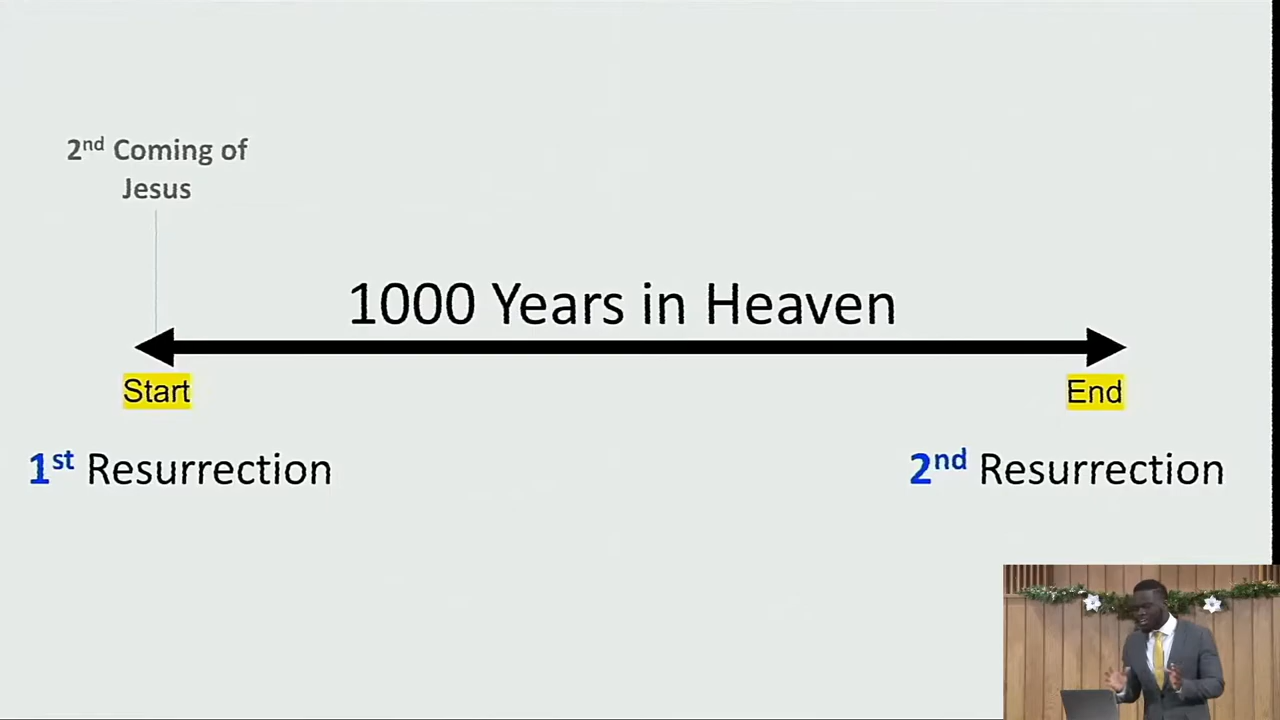 2nd Coming of
Jesus
1000 Years in Heaven
Start
End
1st Resurrection
2nd Resurrection